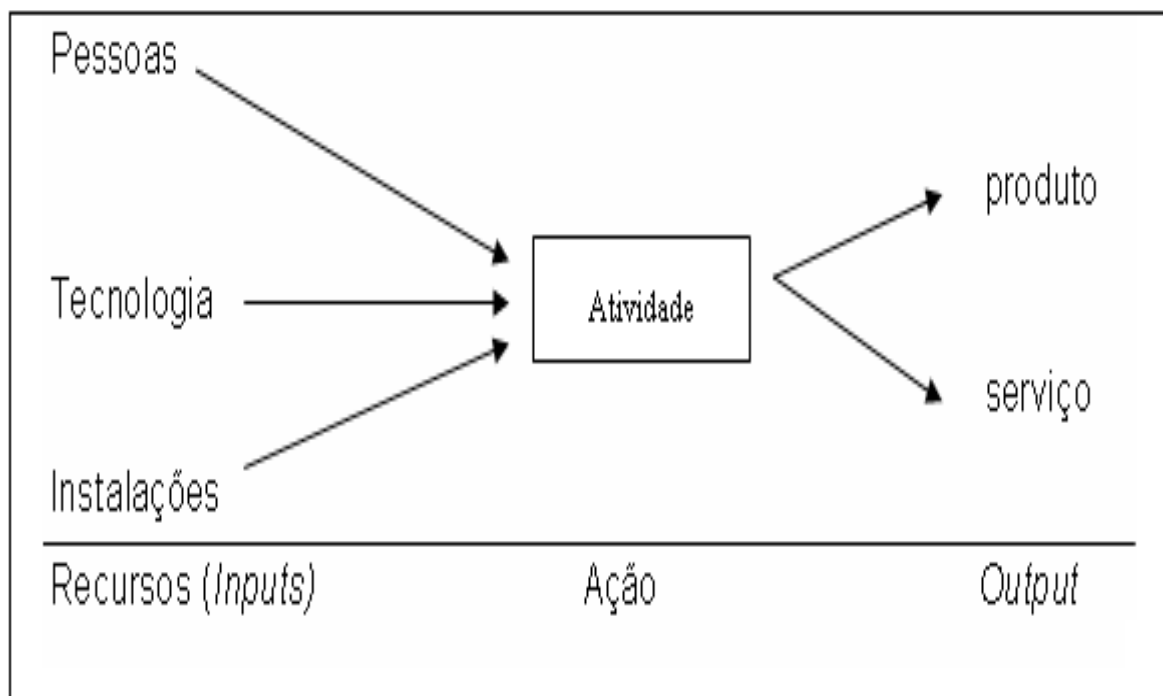 Pessoas
produto
Tecnologia
Atividade
serviço
Instalações
Recursos (Inputs)
Ação
Output